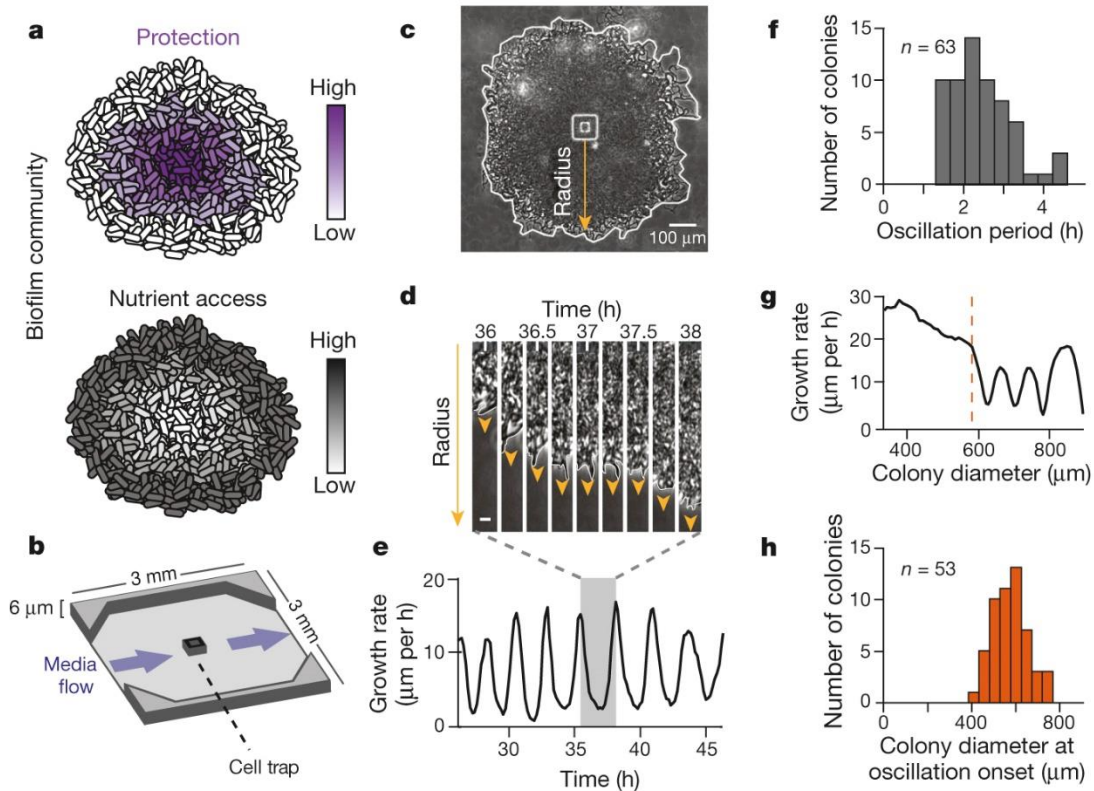 a
Protection
High
Low
Biofilm community
Nutrient access
High
Low
b
3 mm
6 μm
3 mm
Media
flow
Cell trap
c
Radius
100 μm
d
Time (h)
36 36.5 37 37.5 38
Radius
e
Growth rate
(μm per h)
20
10
0
30 35 40 45
Time (h)
f
n = 63
Number of colonies
15
10
5
0
0 2 4
Oscillation period (h)
g
Growth rate
(μm per h)
30
20
10
0
400 600 800
Colony diameter (μm)
h
n = 53
Number of colonies
15
10
5
0
0 400 800
Colony diameter at
oscillation onset (μm)